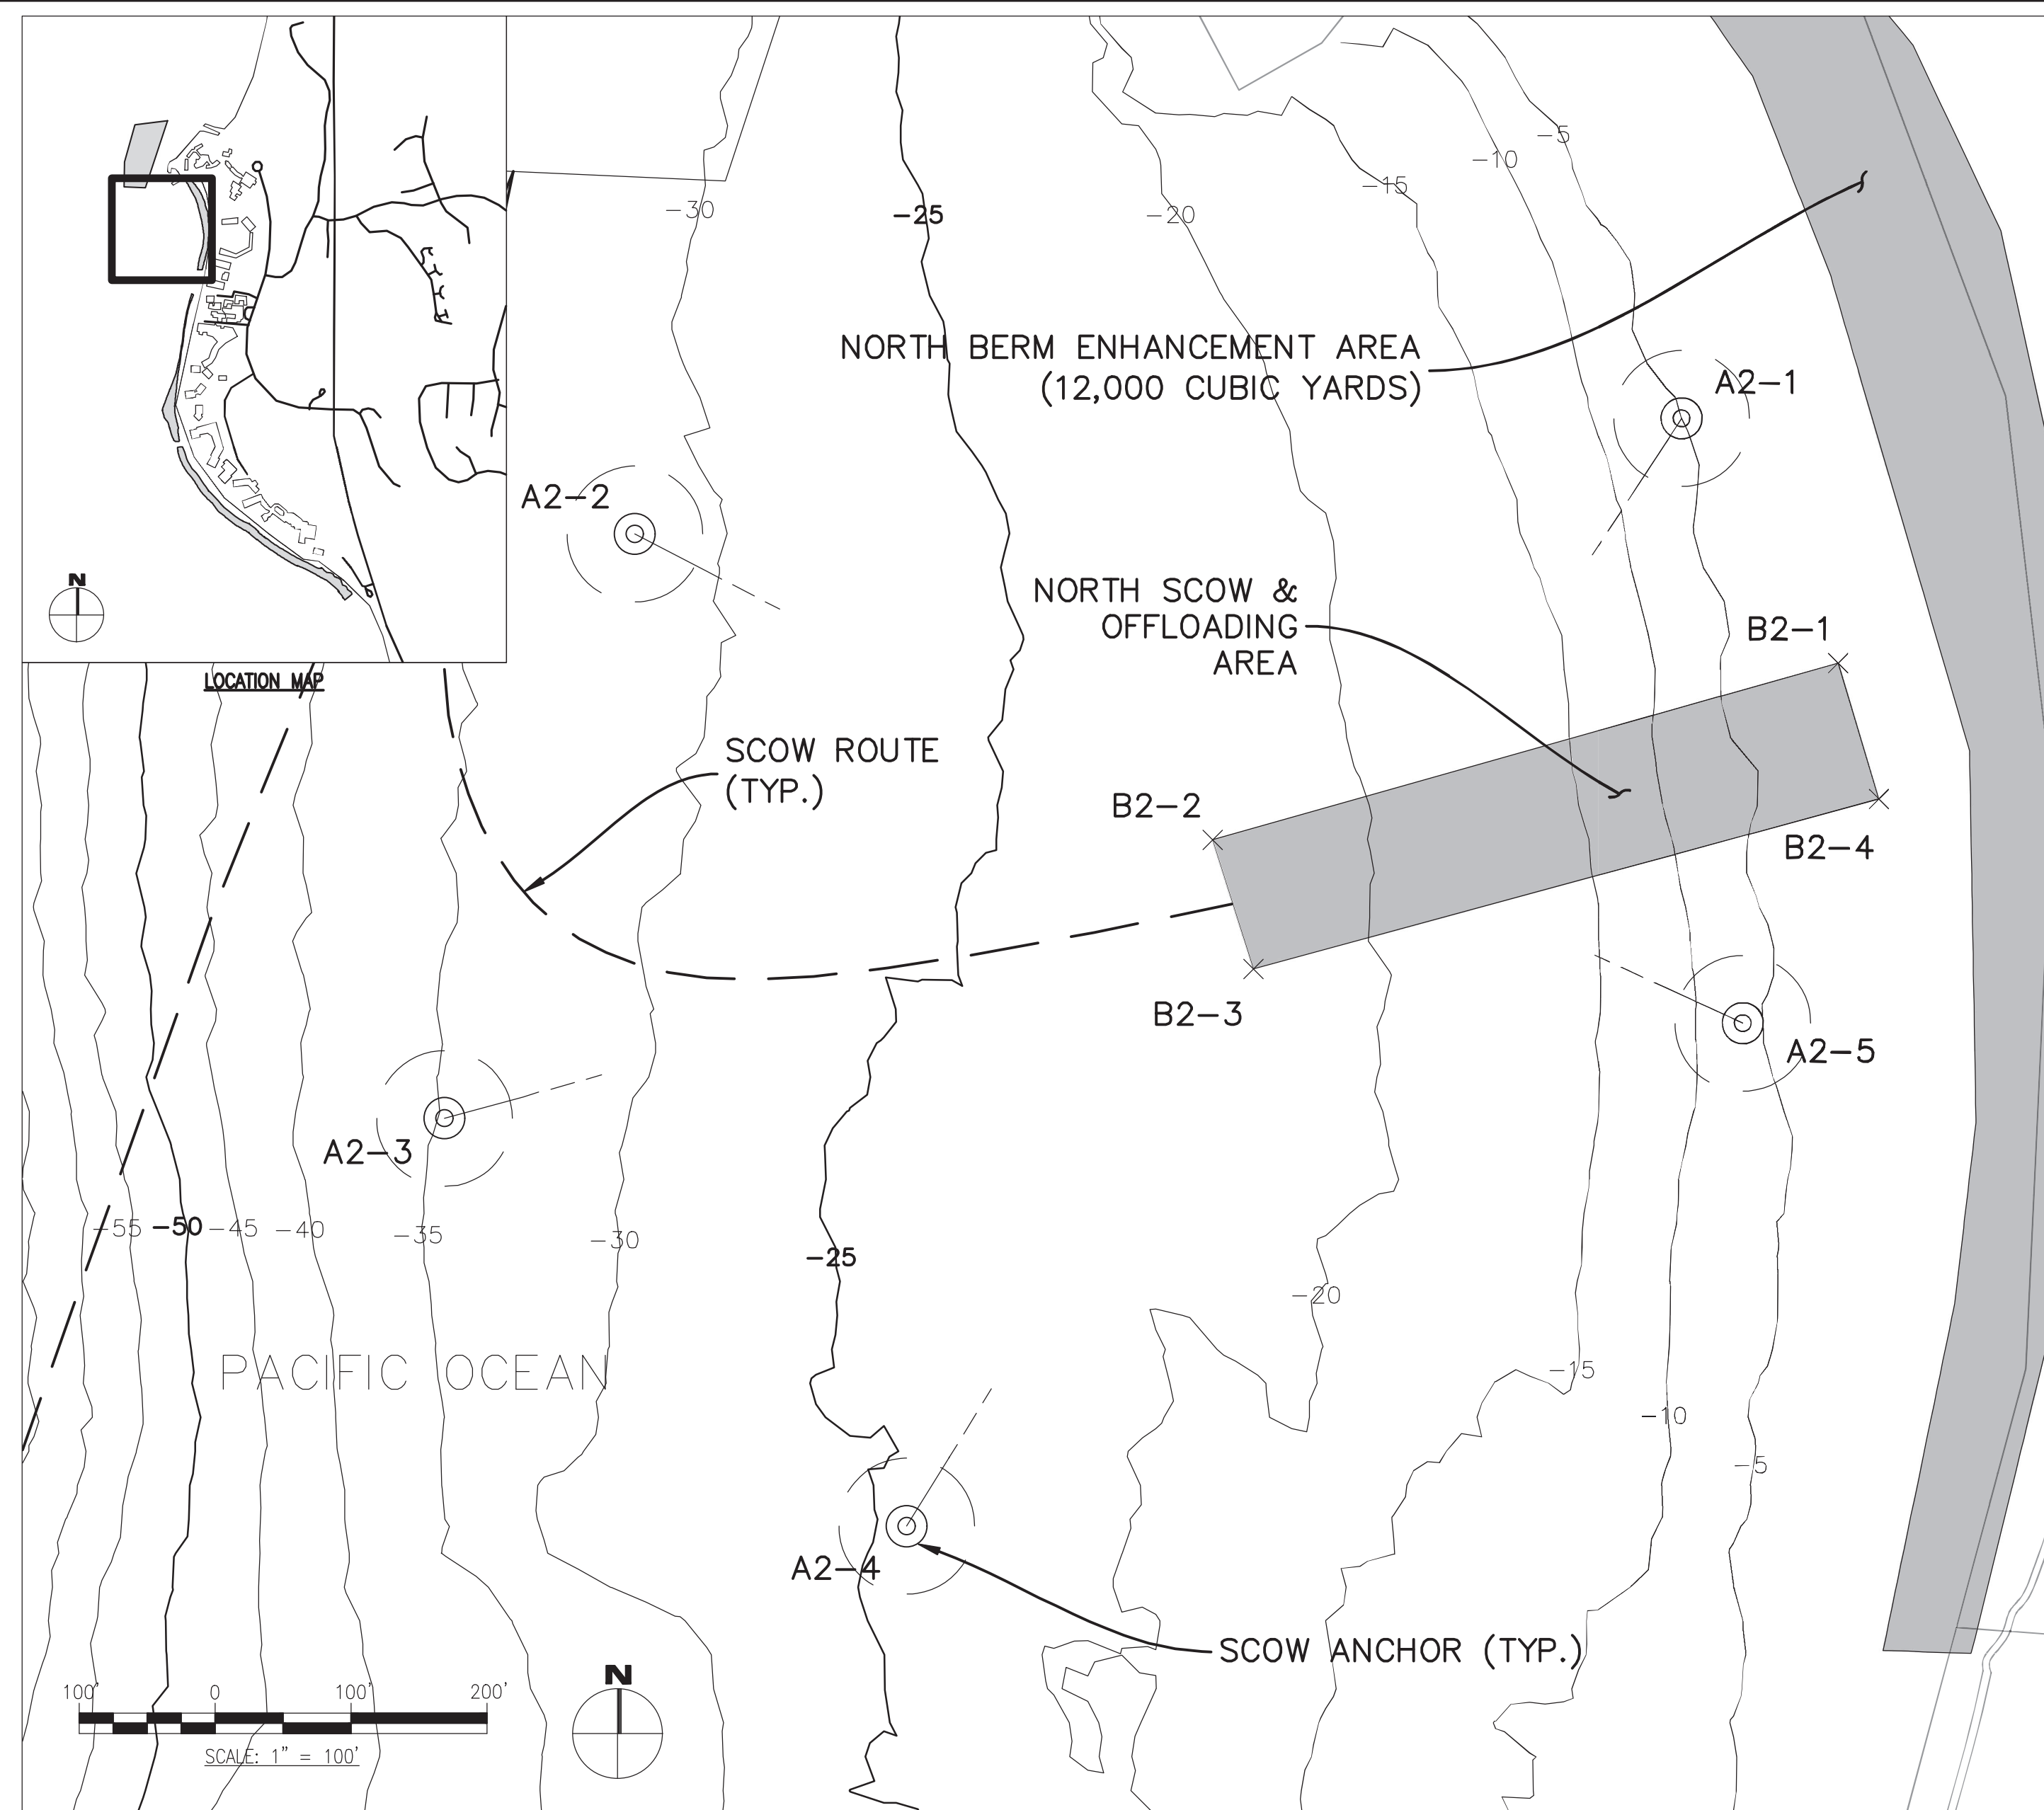 -5
-10
-15
-30
-25
-20
NORTH BERM ENHANCEMENT AREA
(12,000 CUBIC YARDS)
A2-1
A2-2
N
NORTH SCOW &
OFFLOADING
AREA
B2-1
LOCATION MAP
SCOW ROUTE
(TYP.)
B2-2
B2-4
B2-3
A2-5
A2-3
-55 -50 -45 -40 -35 -30
-25
-20
PACIFIC OCEAN
-15
-10
-5
A2-4
SCOW ANCHOR (TYP.)
N
100' 0 100' 200'
SCALE: 1" = 100'